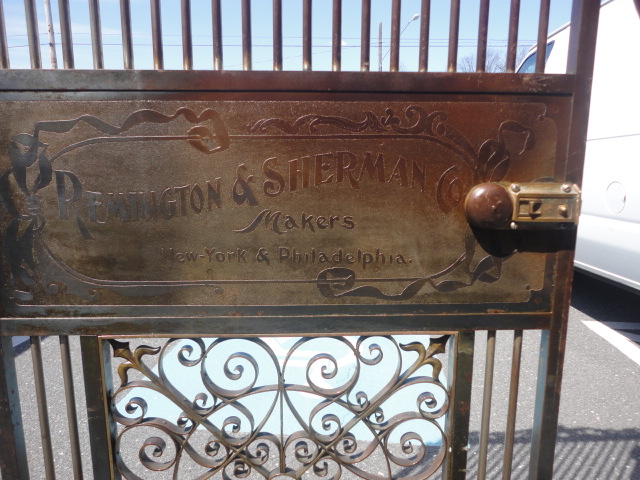 Remington & Sherman Co.
Makers
New-York & Philadelphia.